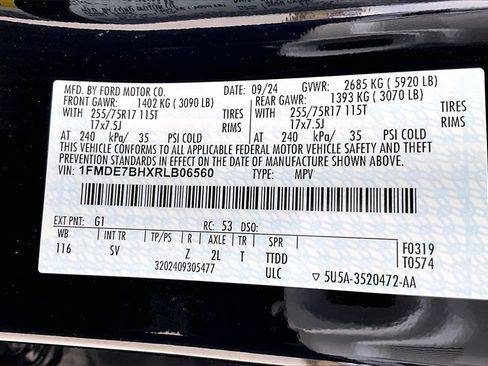 MFD. BY FORD MOTOR CO. DATE: 09/24 GVWR: 2685 KG ( 5920 LB)
FRONT GAWR: 1402 KG ( 3090 LB) REAR GAWR: 1393 KG ( 3070 LB)
WITH 255/75R17 115T TIRES WITH 255/75R17 115T TIRES
17x7.5J RIMS 17x7.5J RIMS
AT 240 kPa/ 35 PSI COLD AT 240 kPa/ 35 PSI COLD
THIS VEHICLE CONFORMS TO ALL APPLICABLE FEDERAL MOTOR VEHICLE SAFETY AND THEFT
PREVENTION STANDARDS IN EFFECT ON THE DATE OF MANUFACTURE SHOWN ABOVE.
VIN: 1FMDE7BHXRLB06560 TYPE: MPV
EXT PNT: G1 RC: 53 DSO: F0319
WB INT TR TP/PS R AXLE TR SPR T0574
116 SV Z 2L T TTDD
3202409305477 ULC ▽ 5U5A-3520472-AA